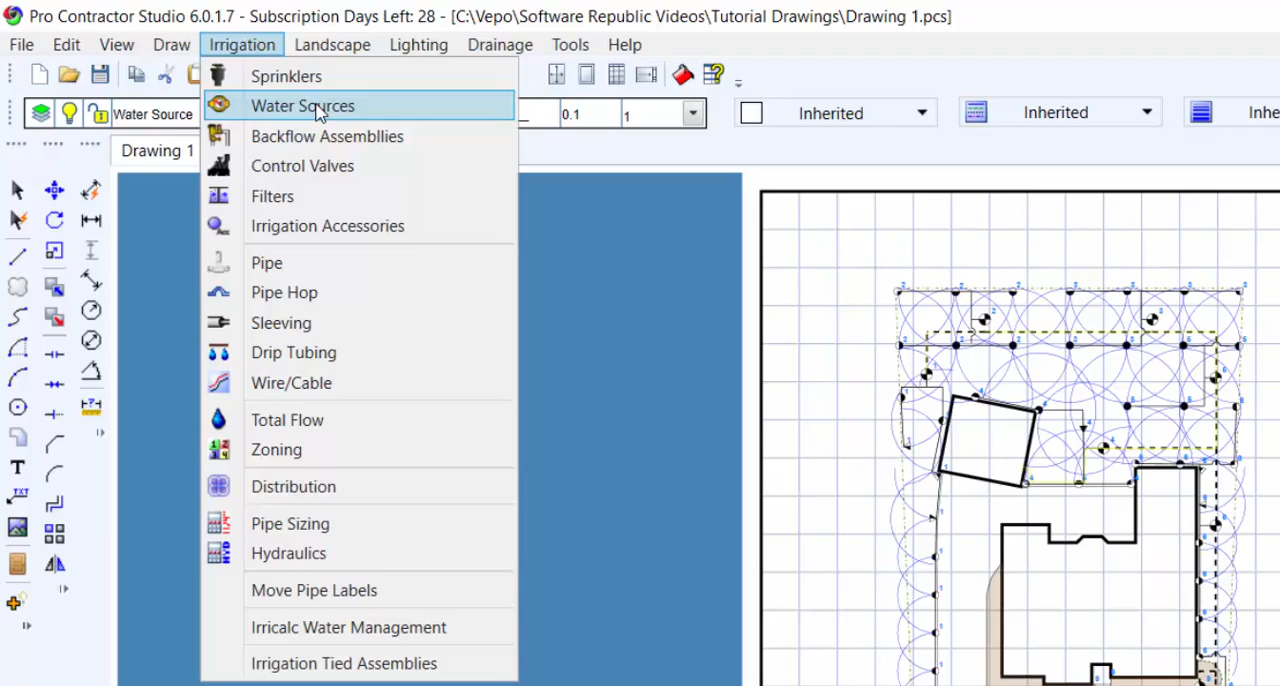 Pro Contractor Studio 6.0.1.7 - Subscription Days Left: 28 - [C:\Vepo\Software Republic Videos\Tutorial Drawings\Drawing 1.pcs]
File Edit View Draw Irrigation Landscape Lighting Drainage Tools Help
Water Source 0.1 1 Inherited Inherited Inhe
Drawing 1
Sprinklers
Water Sources
Backflow Assembllies
Control Valves
Filters
Irrigation Accessories
Pipe
Pipe Hop
Sleeving
Drip Tubing
Wire/Cable
Total Flow
Zoning
Distribution
Pipe Sizing
Hydraulics
Move Pipe Labels
Irricalc Water Management
Irrigation Tied Assemblies